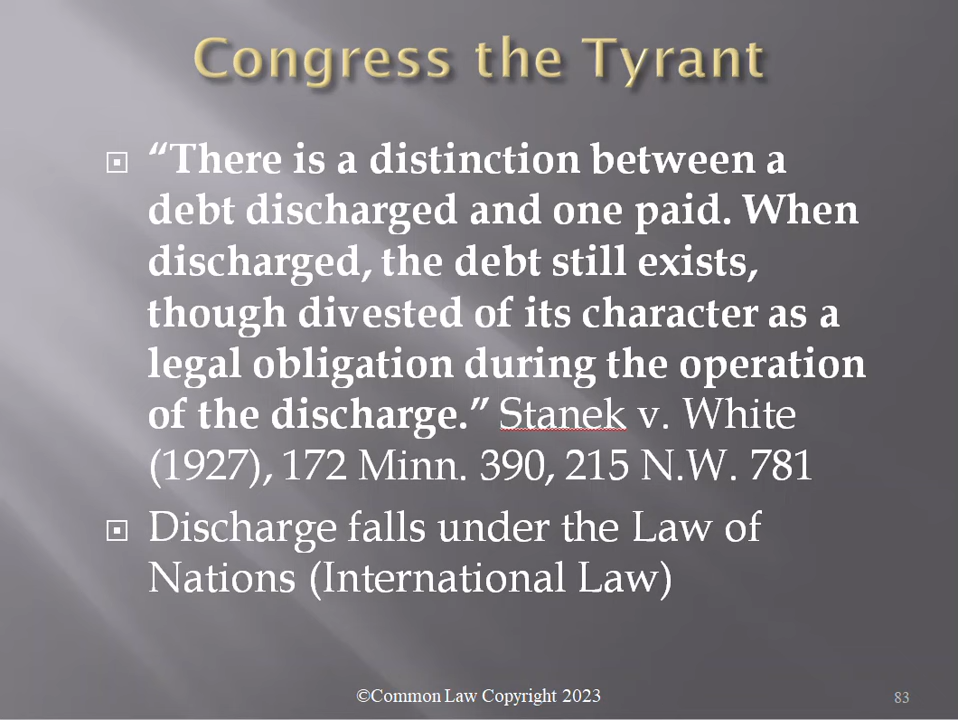 Congress the Tyrant
“There is a distinction between a
debt discharged and one paid. When
discharged, the debt still exists,
though divested of its character as a
legal obligation during the operation
of the discharge.” Stanek v. White
(1927), 172 Minn. 390, 215 N.W. 781
Discharge falls under the Law of
Nations (International Law)
©Common Law Copyright 2023
83